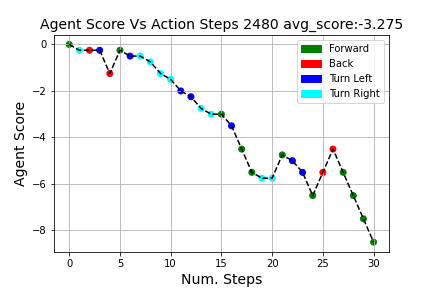 Agent Score Vs Action Steps 2480 avg_score:-3.275
0
−2
−4
−6
−8
Agent Score
Forward
Back
Turn Left
Turn Right
0 5 10 15 20 25 30
Num. Steps